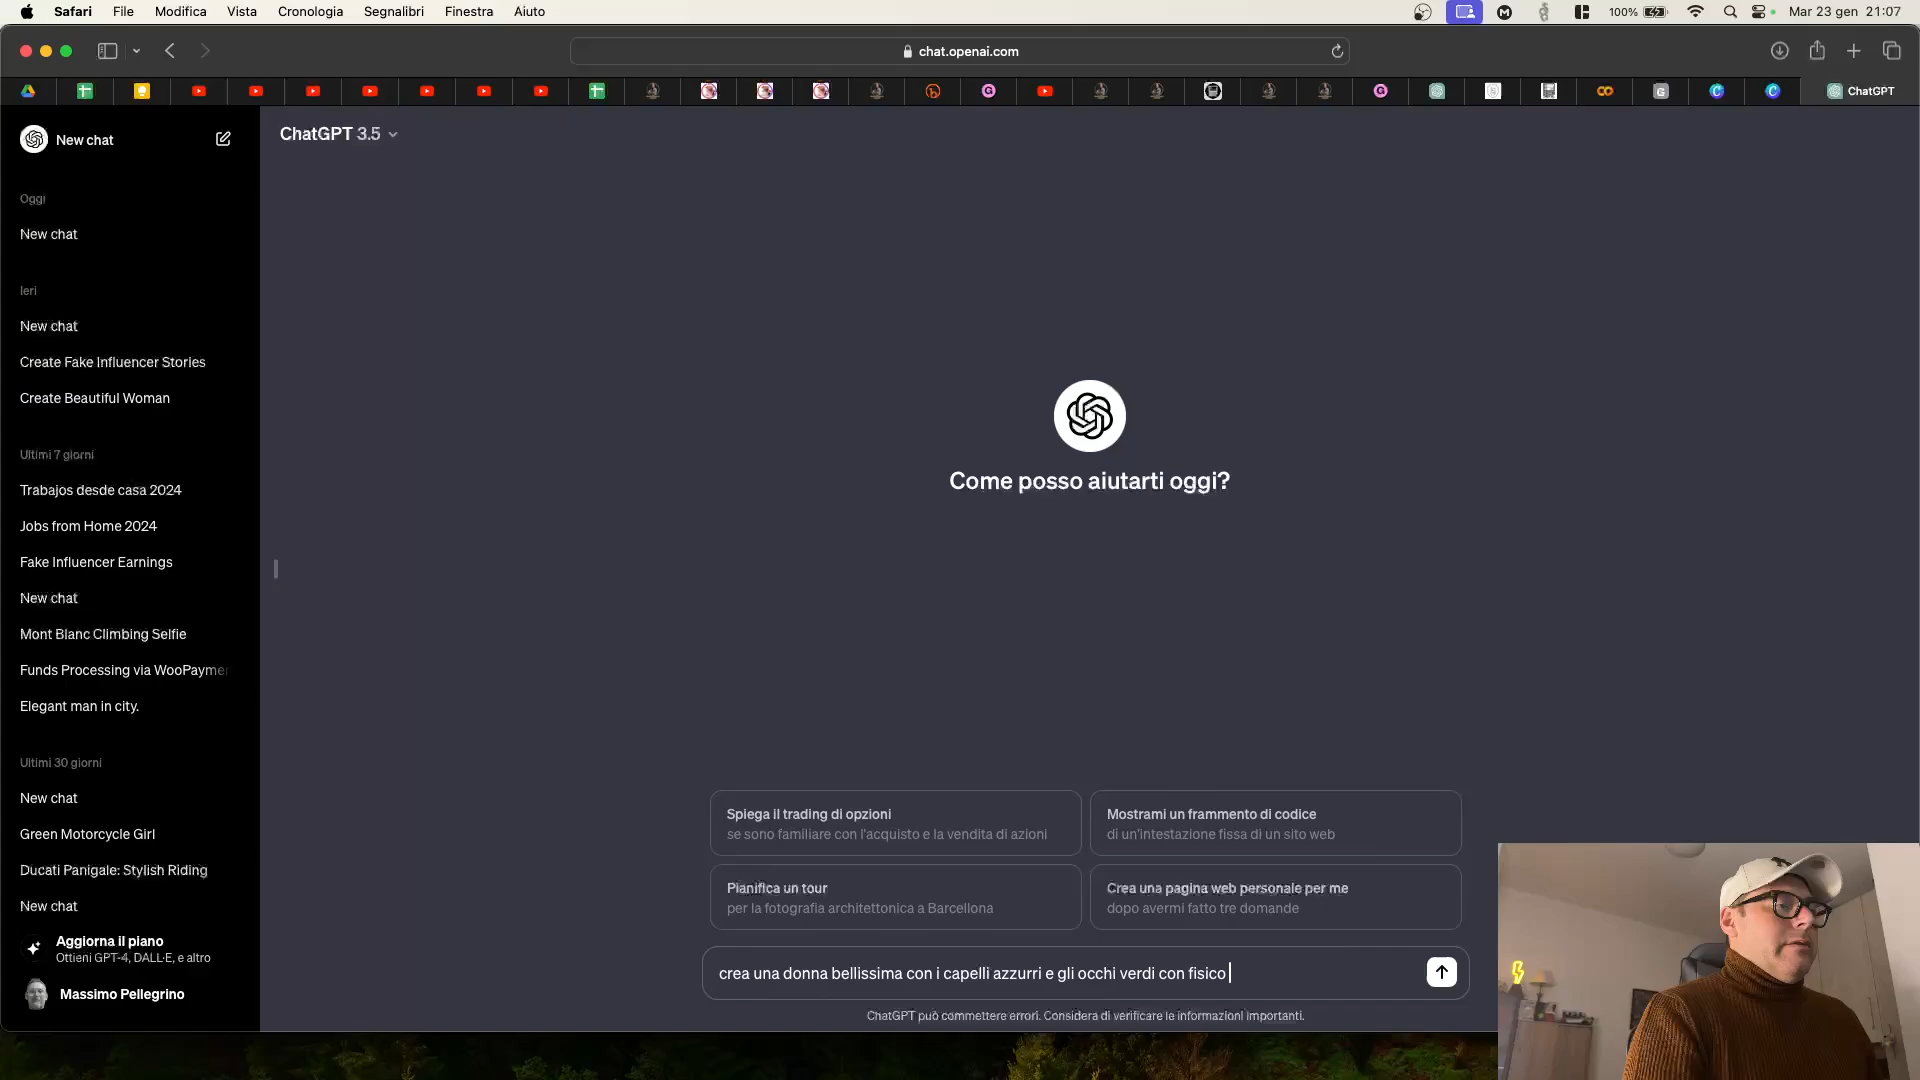 Safari File Modifica Vista Cronologia Segnalibri Finestra Aiuto 100% Mar 23 gen 21:07
chat.openai.com
ChatGPT
New chat
ChatGPT 3.5
Oggi
New chat
Ieri
New chat
Create Fake Influencer Stories
Create Beautiful Woman
Ultimi 7 giorni
Trabajos desde casa 2024
Jobs from Home 2024
Fake Influencer Earnings
New chat
Mont Blanc Climbing Selfie
Funds Processing via WooPaymen
Elegant man in city.
Ultimi 30 giorni
New chat
Green Motorcycle Girl
Ducati Panigale: Stylish Riding
New chat
Aggiorna il piano
Ottieni GPT-4, DALL·E, e altro
Massimo Pellegrino
Come posso aiutarti oggi?
Spiega il trading di opzioni
se sono familiare con l'acquisto e la vendita di azioni
Mostrami un frammento di codice
di un'intestazione fissa di un sito web
Pianifica un tour
per la fotografia architettonica a Barcellona
Crea una pagina web personale per me
dopo avermi fatto tre domande
crea una donna bellissima con i capelli azzurri e gli occhi verdi con fisico
ChatGPT può commettere errori. Considera di verificare le informazioni importanti.